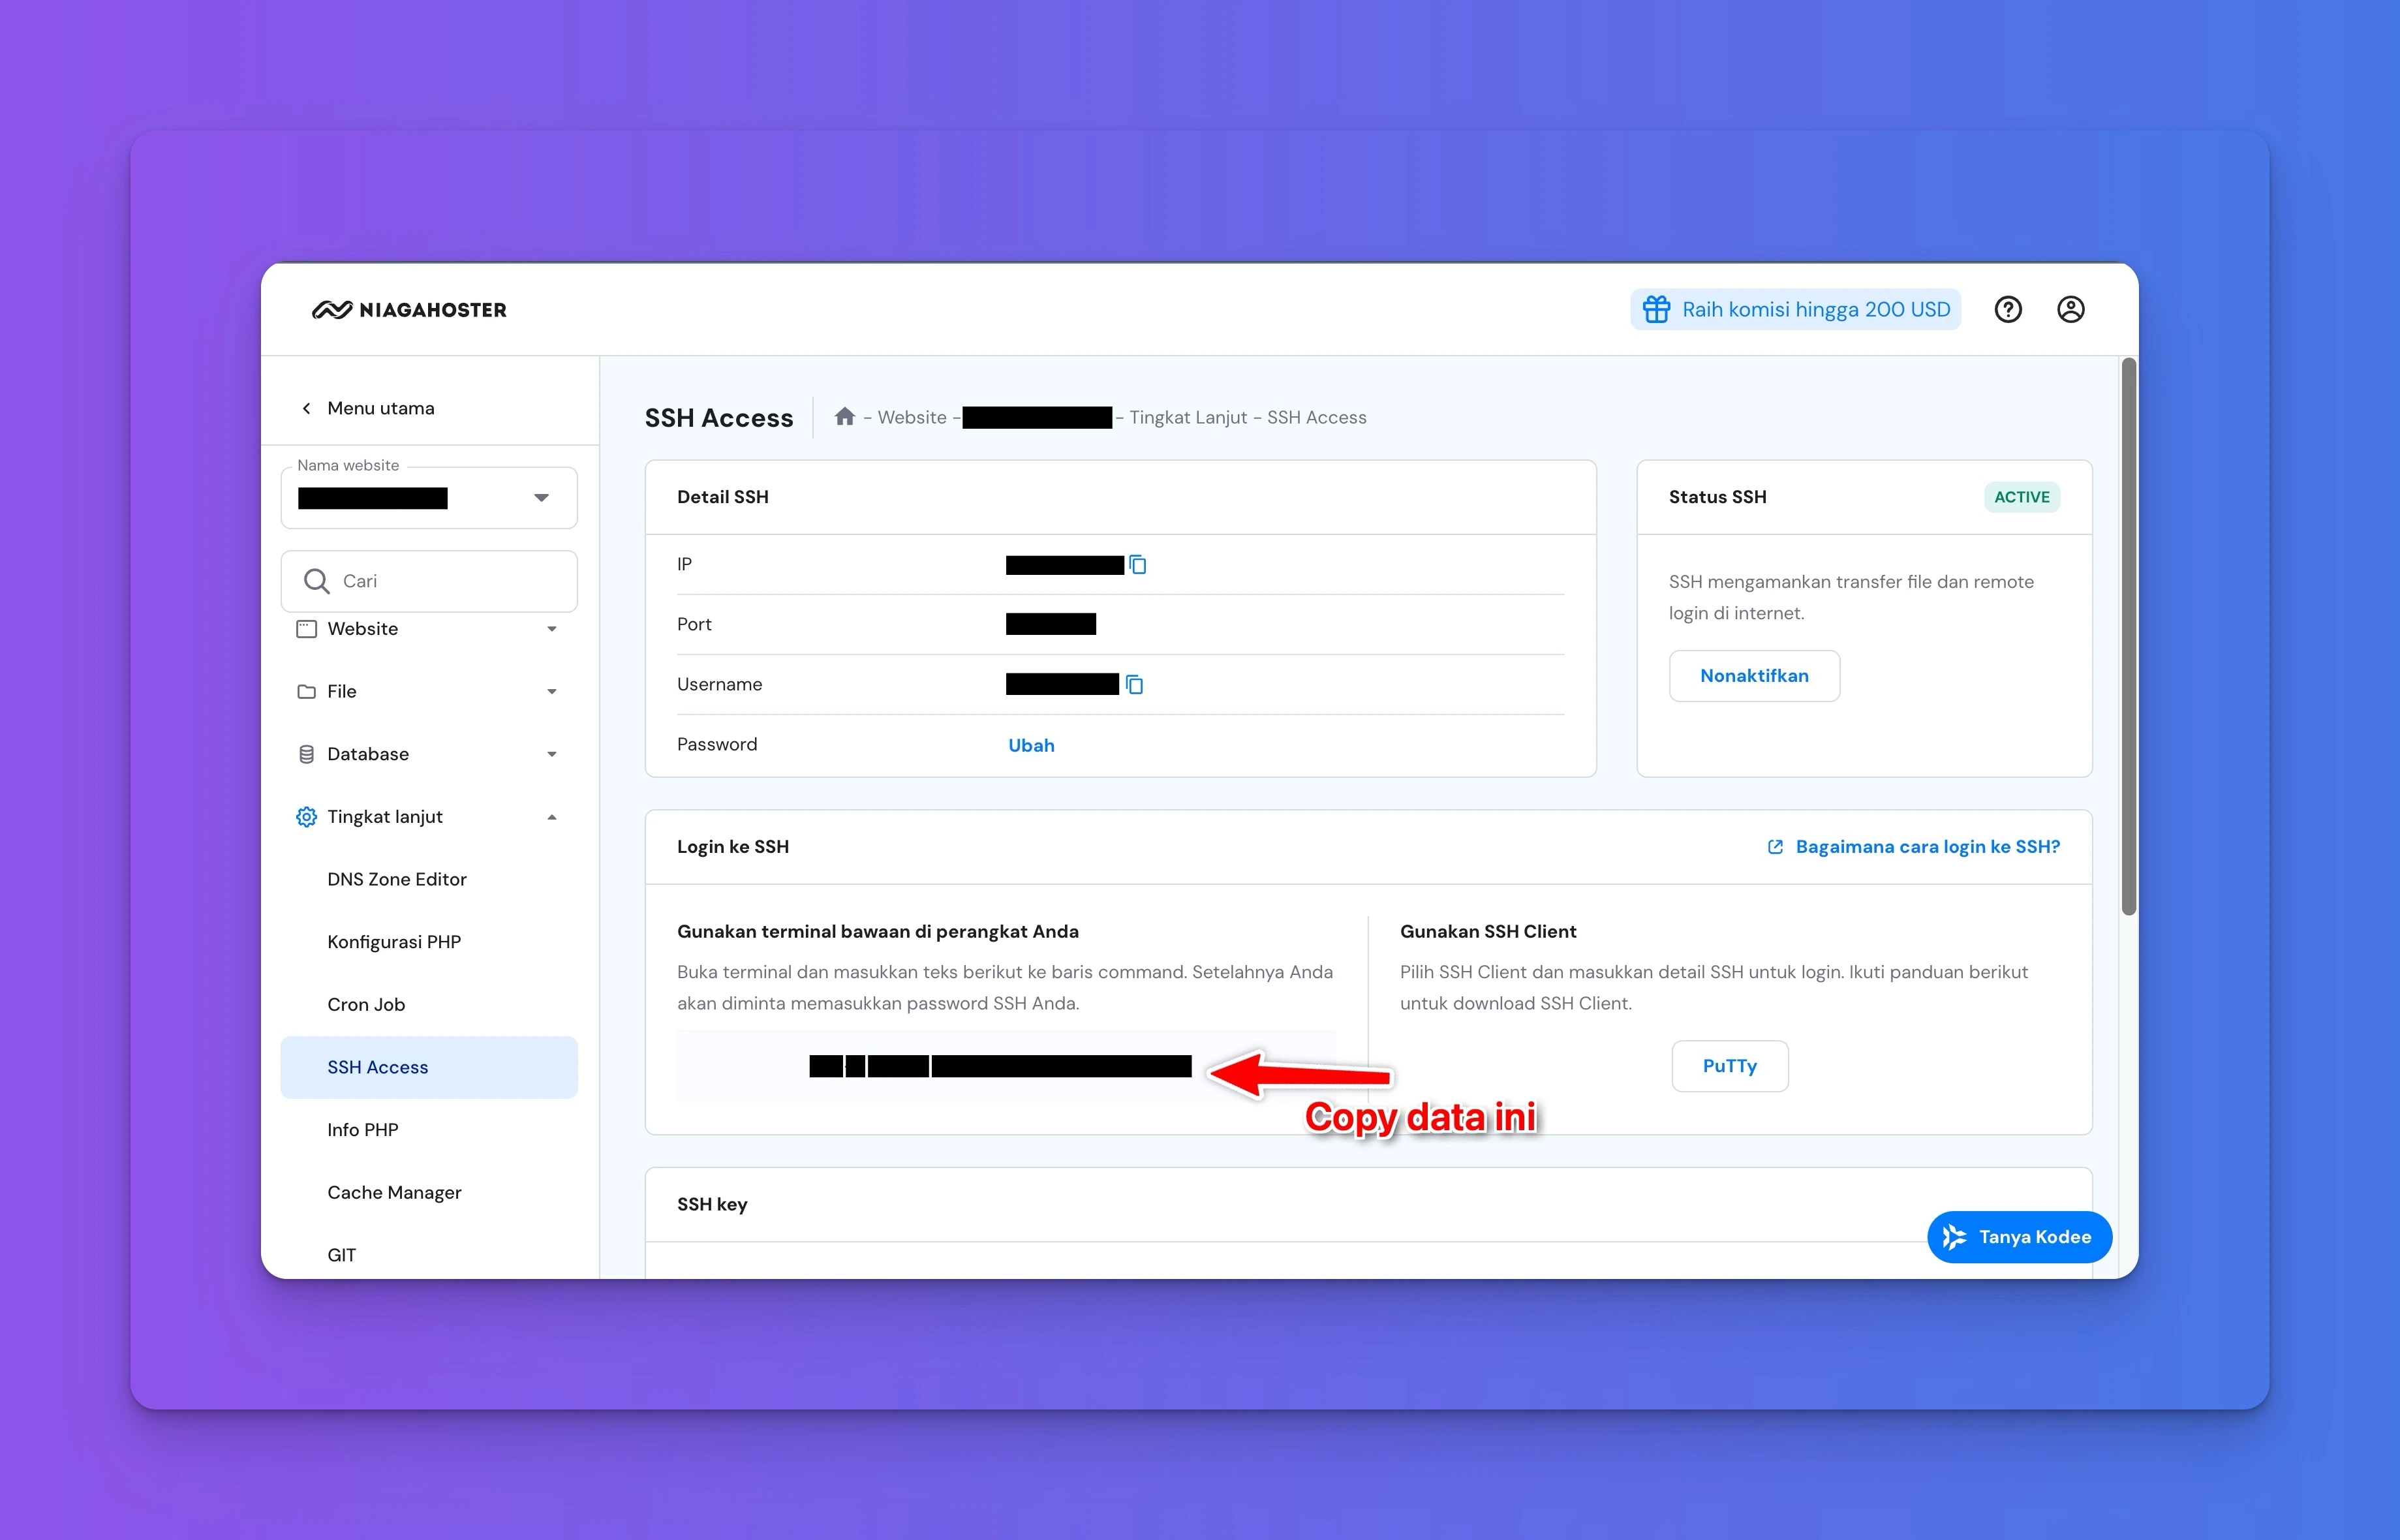 NIAGAHOSTER
Raih komisi hingga 200 USD
Menu utama
Nama website
Cari
Website
File
Database
Tingkat lanjut
DNS Zone Editor
Konfigurasi PHP
Cron Job
SSH Access
Info PHP
Cache Manager
GIT
SSH Access
- Website -
- Tingkat Lanjut - SSH Access
Detail SSH
IP
Port
Username
Password
Ubah
Status SSH
ACTIVE
SSH mengamankan transfer file dan remote
login di internet.
Nonaktifkan
Login ke SSH
Bagaimana cara login ke SSH?
Gunakan terminal bawaan di perangkat Anda
Buka terminal dan masukkan teks berikut ke baris command. Setelahnya Anda
akan diminta memasukkan password SSH Anda.
Gunakan SSH Client
Pilih SSH Client dan masukkan detail SSH untuk login. Ikuti panduan berikut
untuk download SSH Client.
PuTTy
Copy data ini
SSH key
Tanya Kodee